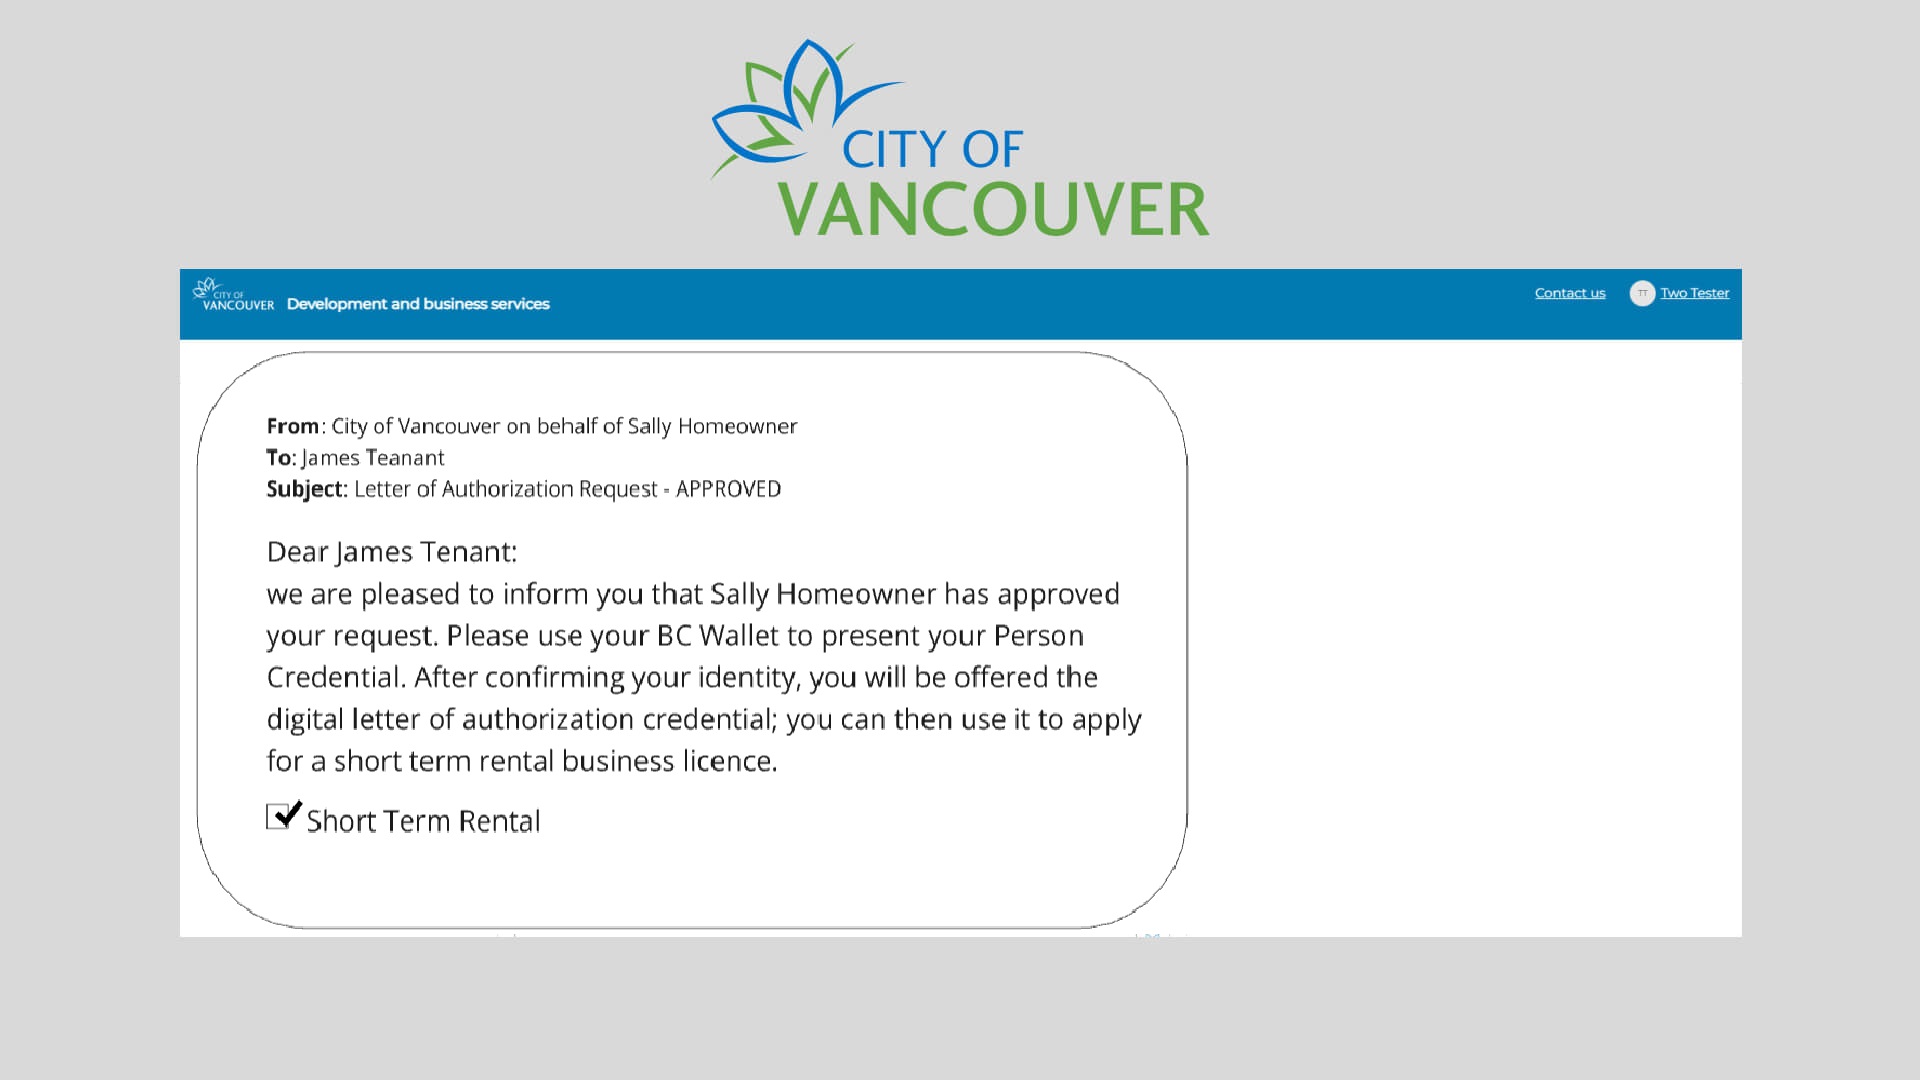 CITY OF
VANCOUVER
CITY OF
VANCOUVER
Development and business services
Contact us
TT
Two Tester
From: City of Vancouver on behalf of Sally Homeowner
To: James Teanant
Subject: Letter of Authorization Request - APPROVED
Dear James Tenant:
we are pleased to inform you that Sally Homeowner has approved
your request. Please use your BC Wallet to present your Person
Credential. After confirming your identity, you will be offered the
digital letter of authorization credential; you can then use it to apply
for a short term rental business licence.
Short Term Rental